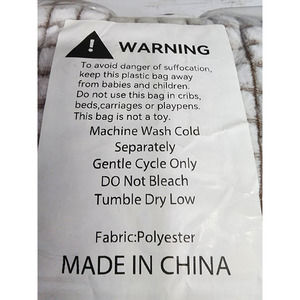 WARNING
To avoid danger of suffocation,
keep this plastic bag away
from babies and children.
Do not use this bag in cribs,
beds,carriages or playpens.
This bag is not a toy.
Machine Wash Cold
Separately
Gentle Cycle Only
DO Not Bleach
Tumble Dry Low
Fabric:Polyester
MADE IN CHINA